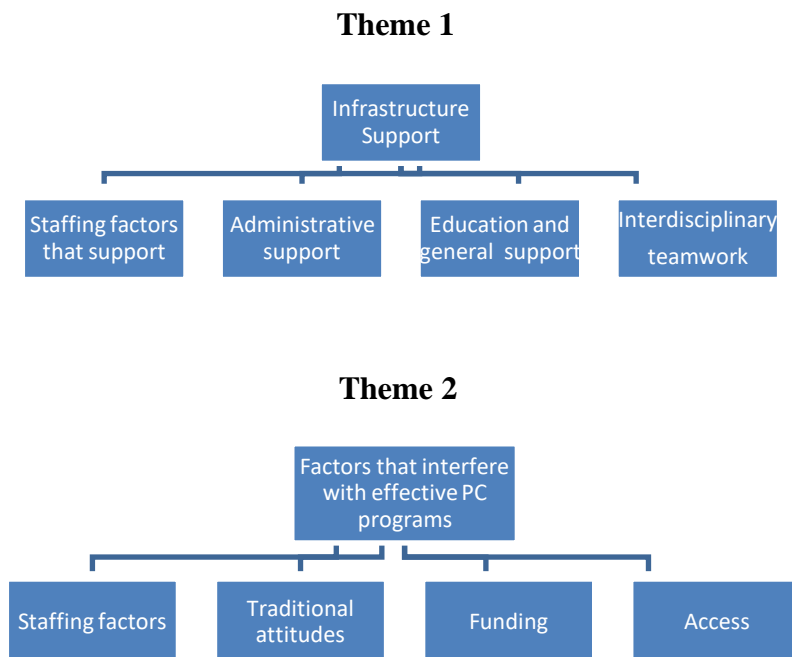 Theme 1
Infrastructure
Support
Staffing factors
that support
Administrative
support
Education and
general support
Interdisciplinary
teamwork
Theme 2
Factors that interfere
with effective PC
programs
Staffing factors
Traditional
attitudes
Funding
Access